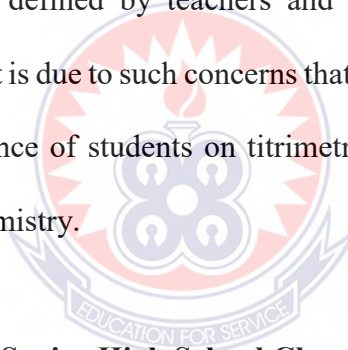 defined by teachers and
t is due to such concerns that
nce of students on titrimetr
mistry.
EDUCATION FOR SERVICE
Senior High School Ch